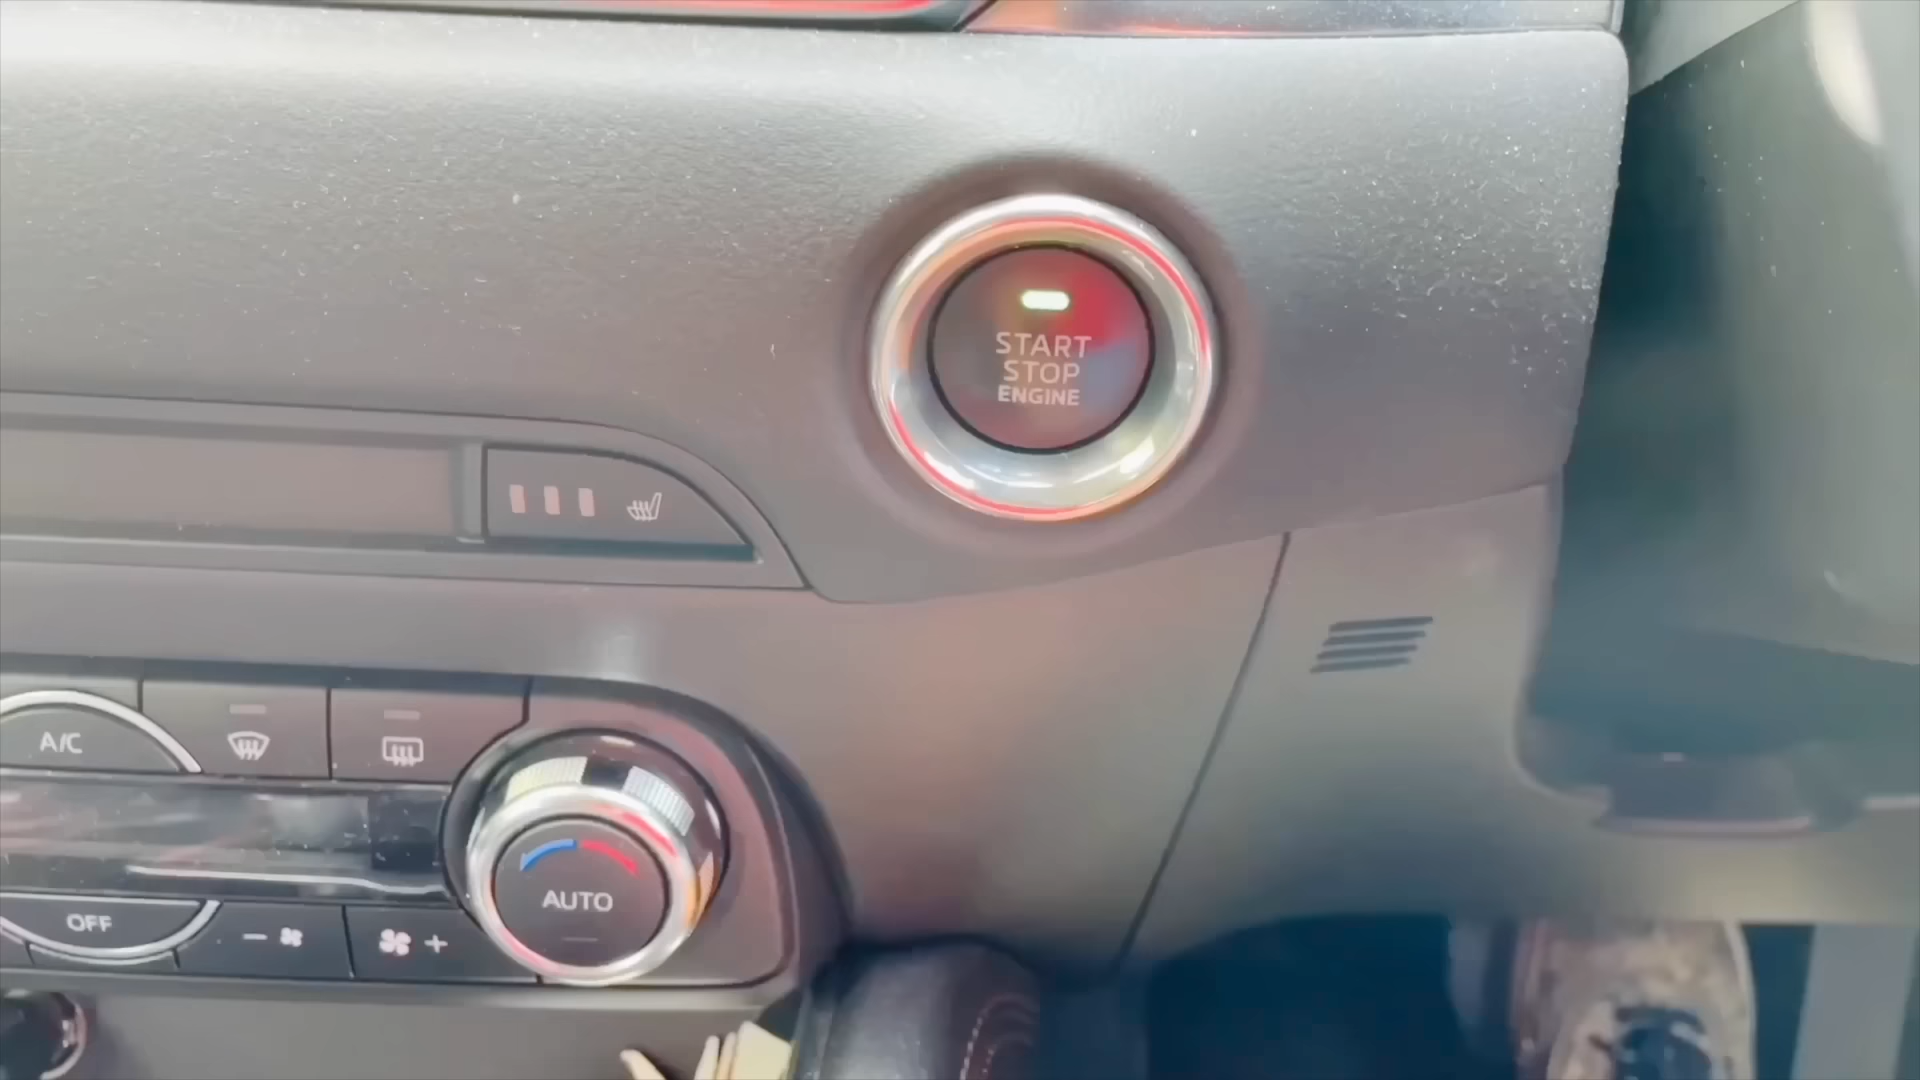 START
STOP
ENGINE
A/C
AUTO
OFF
- +